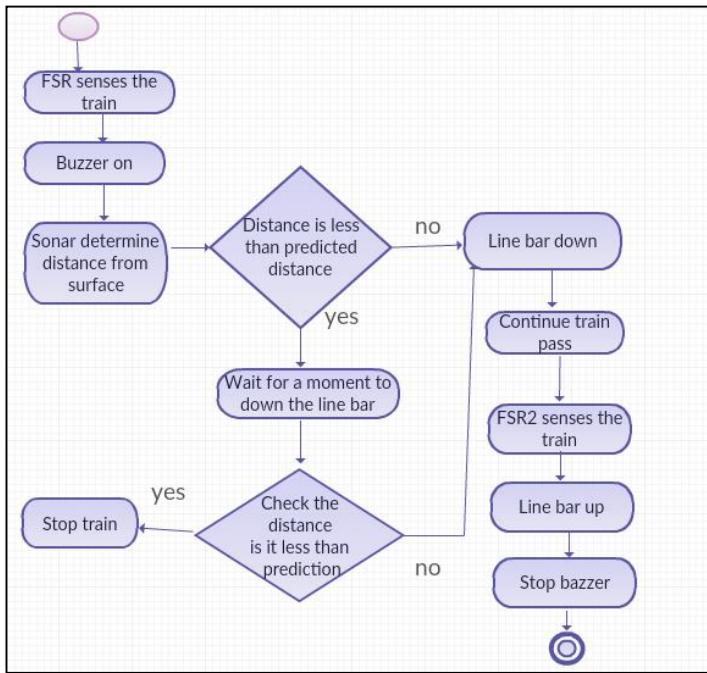 FSR senses the
train
Buzzer on
Sonar determine
distance from
surface
Distance is less
than predicted
distance
no
yes
Wait for a moment to
down the line bar
Check the
distance
is it less than
prediction
yes
Stop train
no
Line bar down
Continue train
pass
FSR2 senses the
train
Line bar up
Stop bazzer